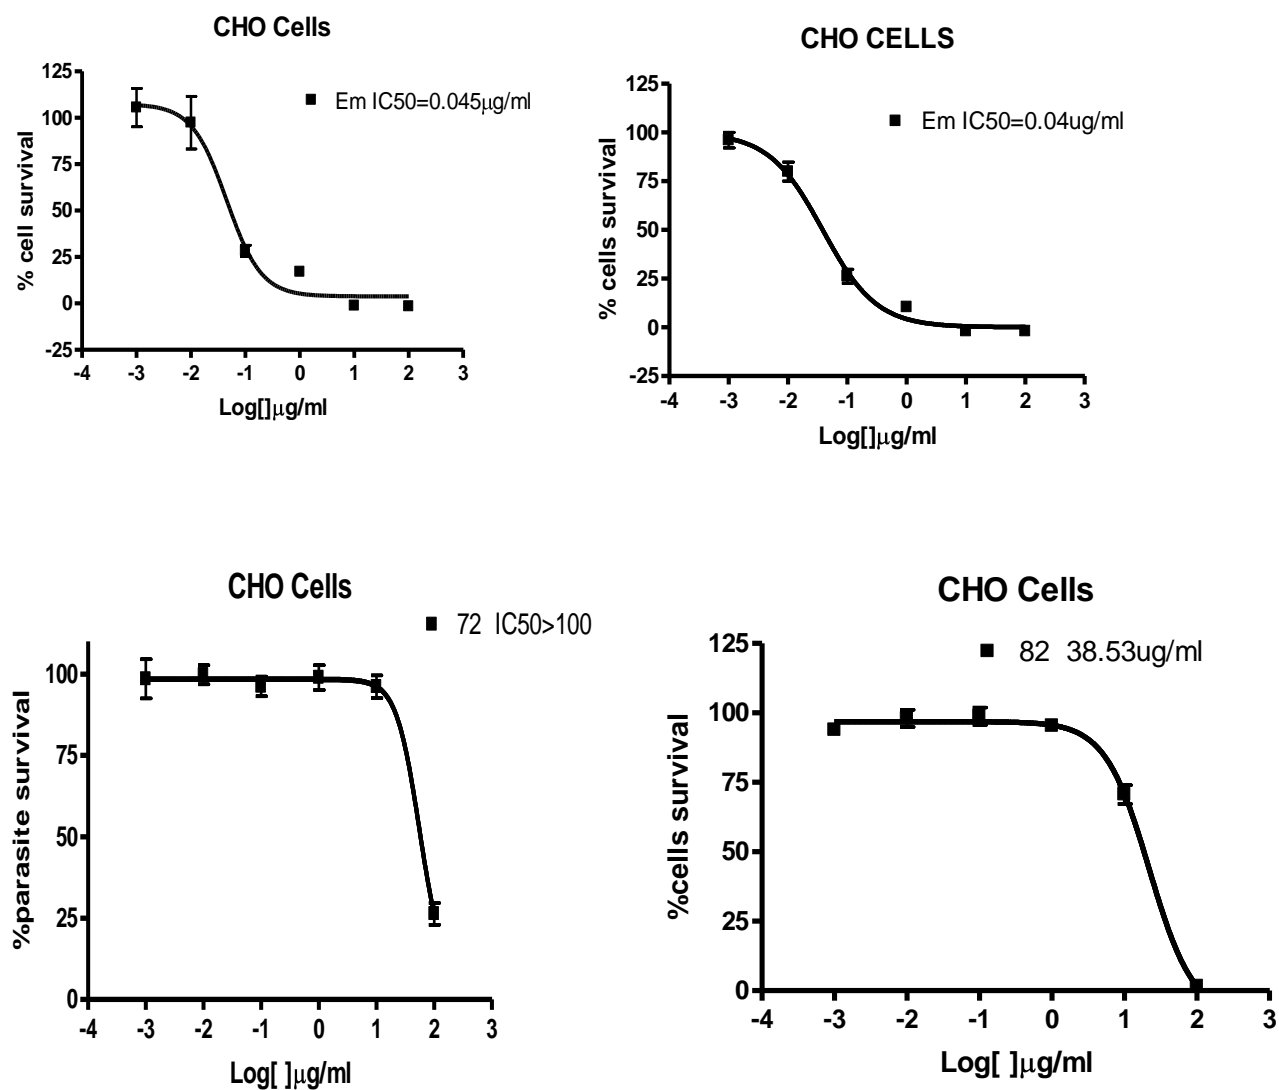 CHO Cells
Em IC50=0.045μg/ml
% cell survival
125
100
75
50
25
0
-25
-4 -3 -2 -1 0 1 2 3
Log[]μg/ml
CHO CELLS
Em IC50=0.04ug/ml
% cells survival
125
100
75
50
25
0
-25
-4 -3 -2 -1 0 1 2 3
Log[]μg/ml
CHO Cells
72 IC50>100
%parasite survival
100
75
50
25
0
-4 -3 -2 -1 0 1 2 3
Log[ ]μg/ml
CHO Cells
82 38.53ug/ml
%cells survival
125
100
75
50
25
0
-4 -3 -2 -1 0 1 2 3
Log[ ]μg/ml